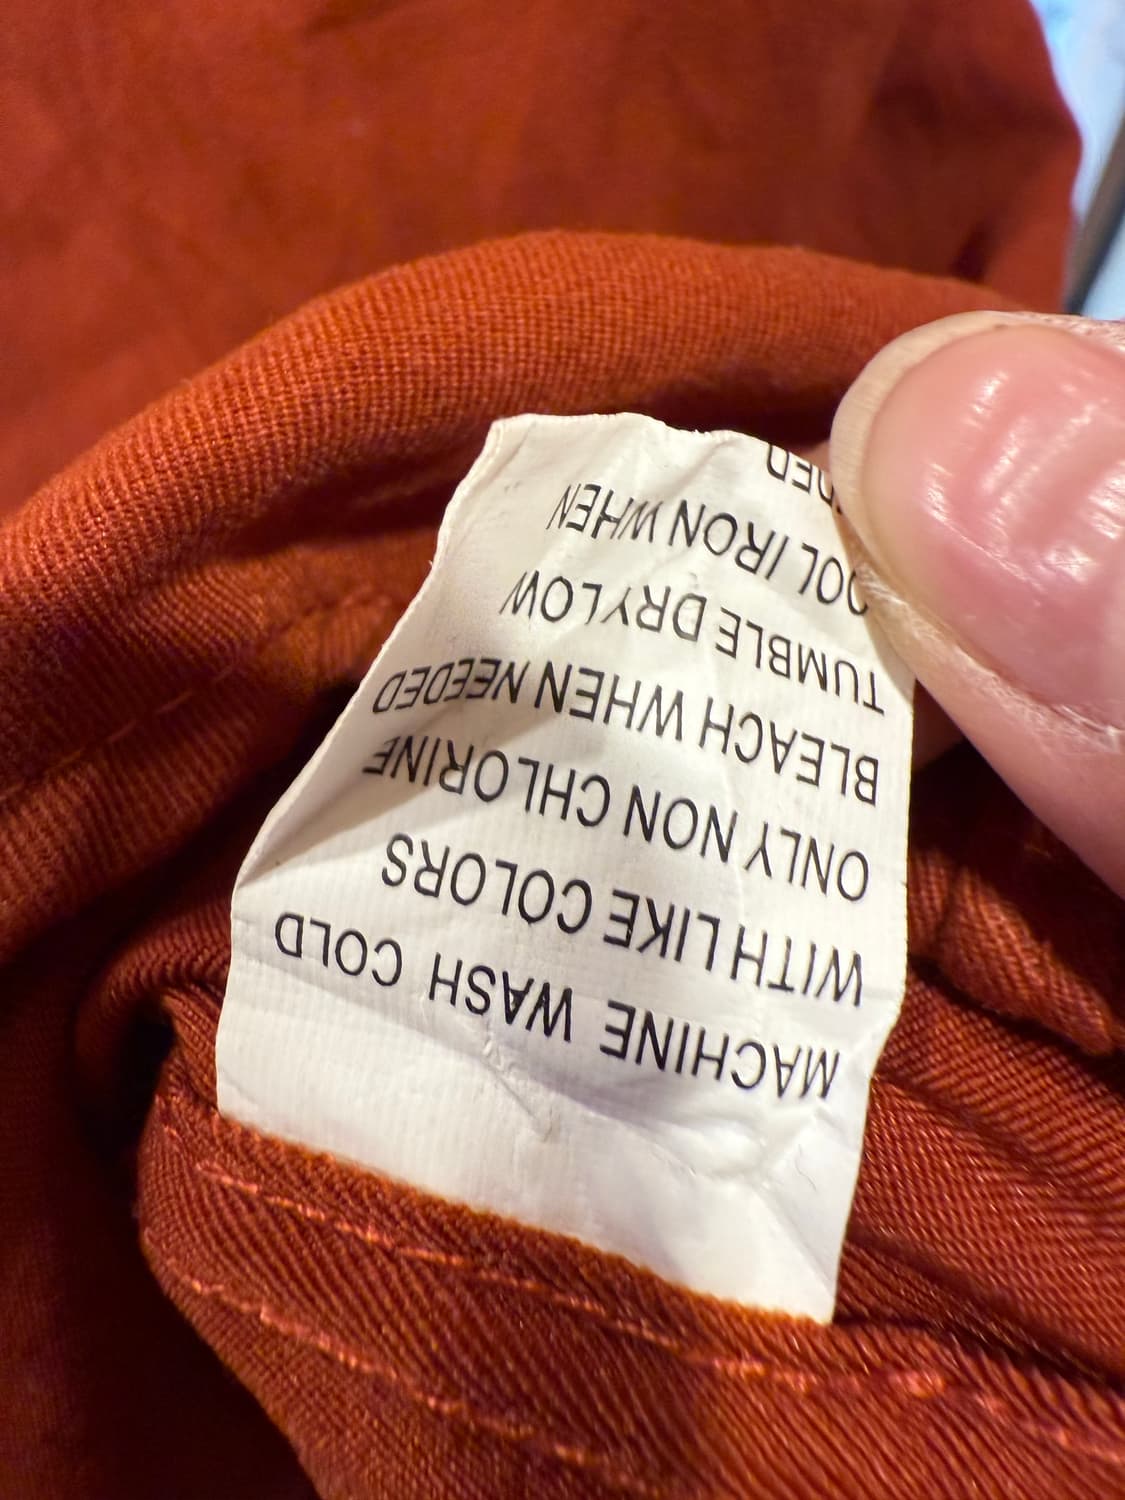 MACHINE WASH COLD
WITH LIKE COLORS
ONLY NON CHLORINE
BLEACH WHEN NEEDED
TUMBLE DRY LOW
IRON WHEN